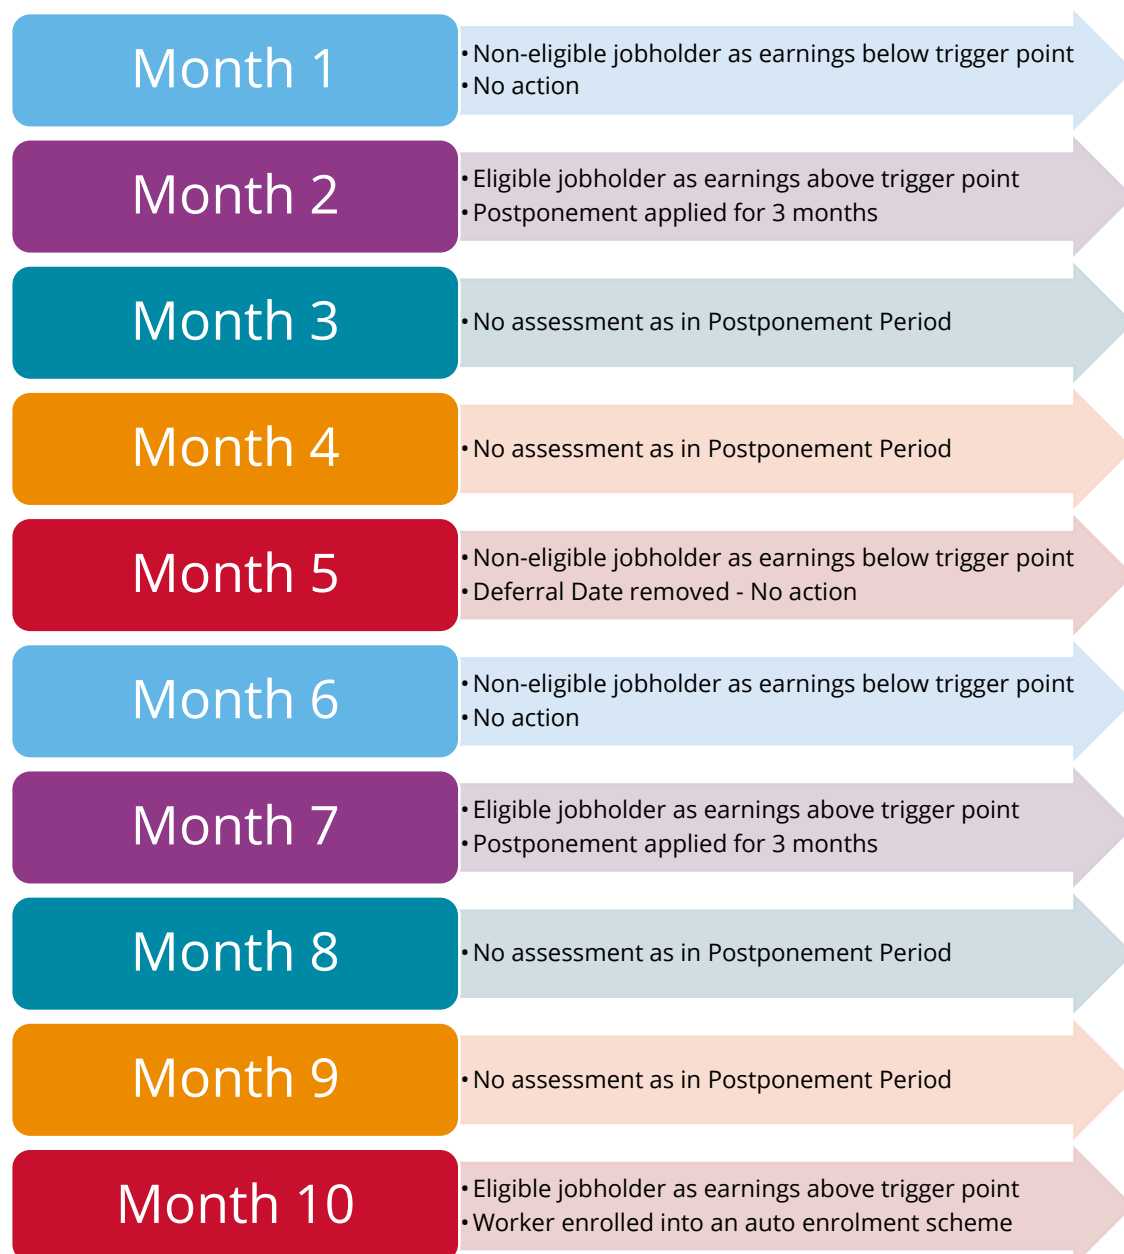 Month 1
• Non-eligible jobholder as earnings below trigger point
• No action
Month 2
• Eligible jobholder as earnings above trigger point
• Postponement applied for 3 months
Month 3
• No assessment as in Postponement Period
Month 4
• No assessment as in Postponement Period
Month 5
• Non-eligible jobholder as earnings below trigger point
• Deferral Date removed - No action
Month 6
• Non-eligible jobholder as earnings below trigger point
• No action
Month 7
• Eligible jobholder as earnings above trigger point
• Postponement applied for 3 months
Month 8
• No assessment as in Postponement Period
Month 9
• No assessment as in Postponement Period
Month 10
• Eligible jobholder as earnings above trigger point
• Worker enrolled into an auto enrolment scheme